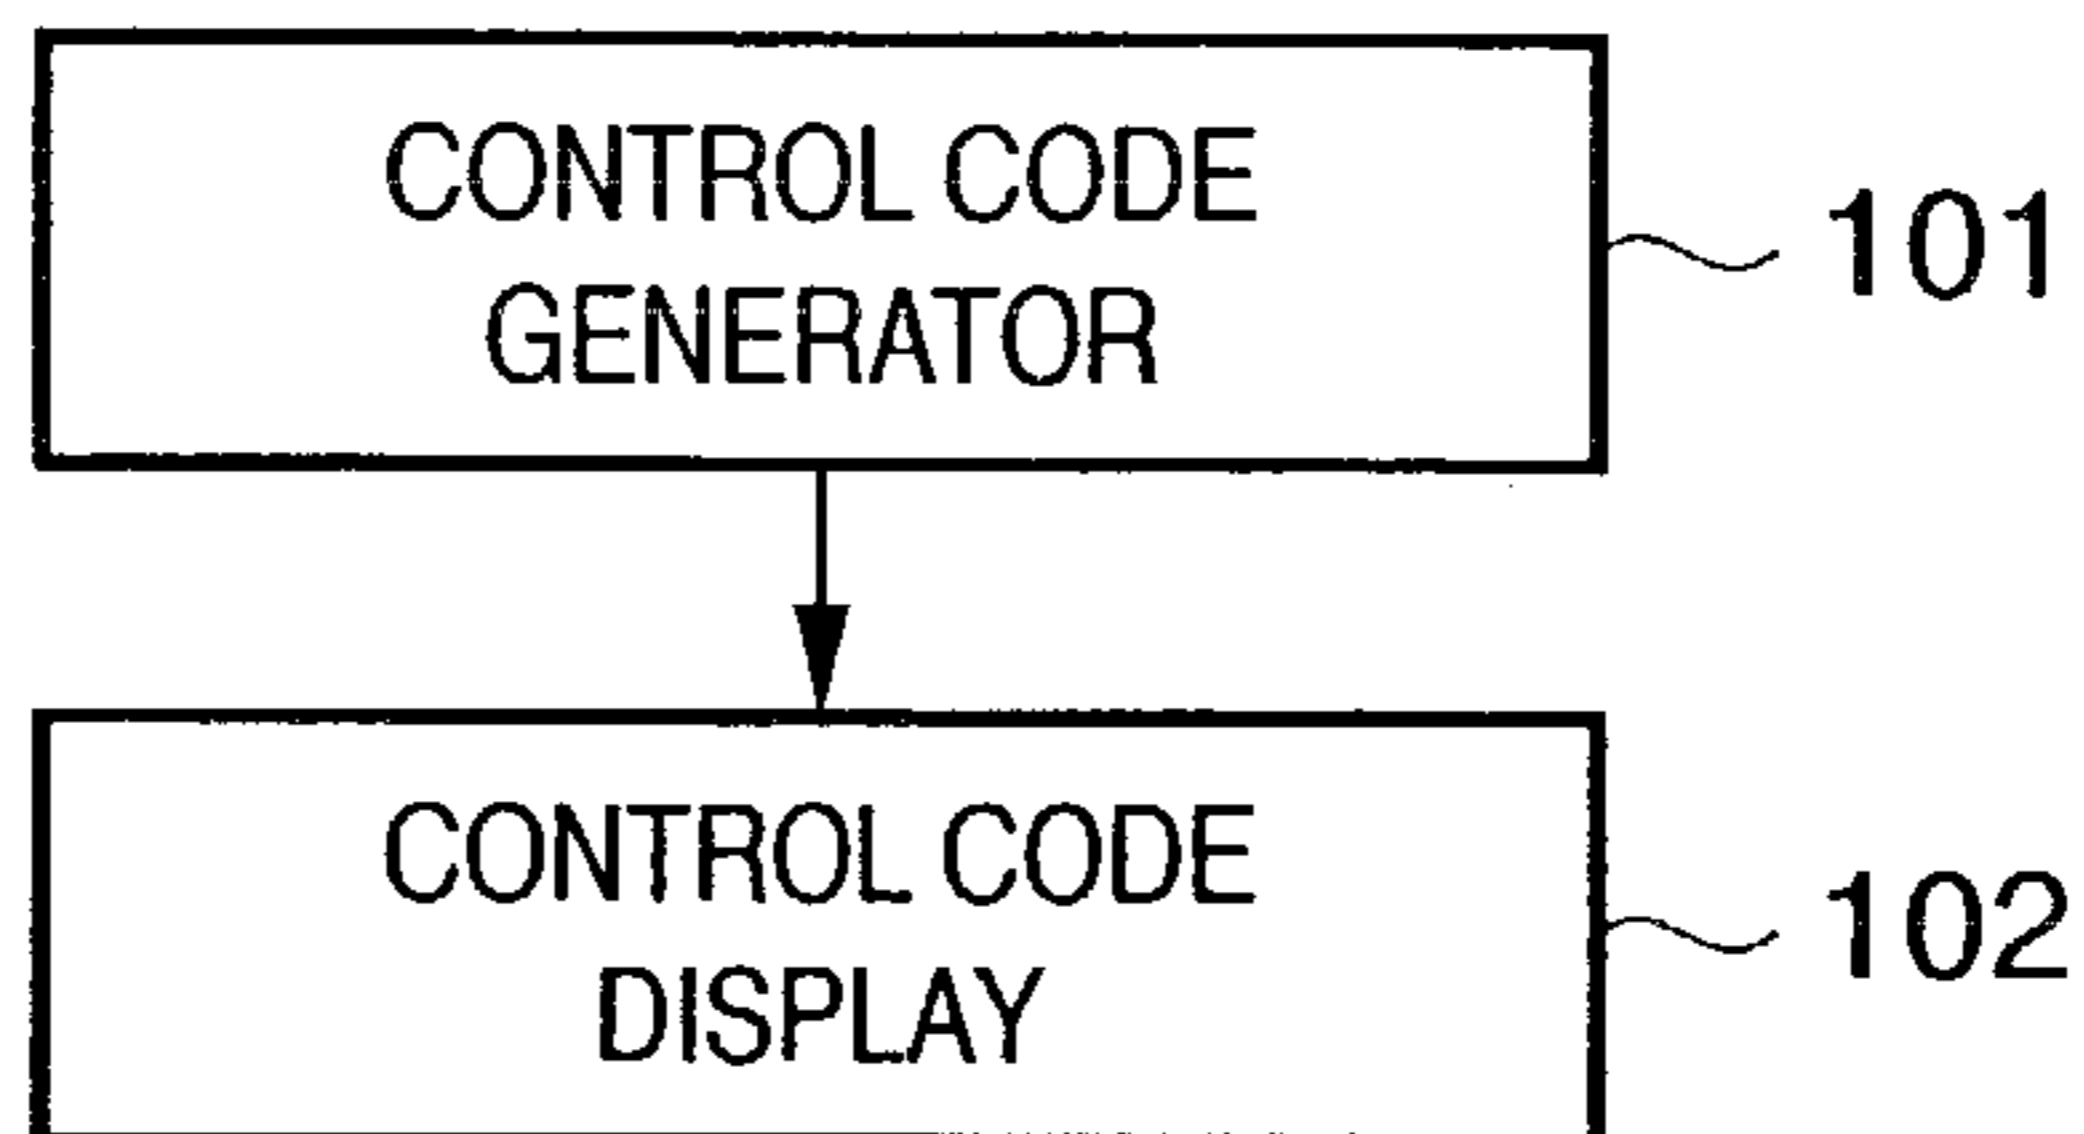 CONTROL CODE
GENERATOR
101
CONTROL CODE
DISPLAY
102